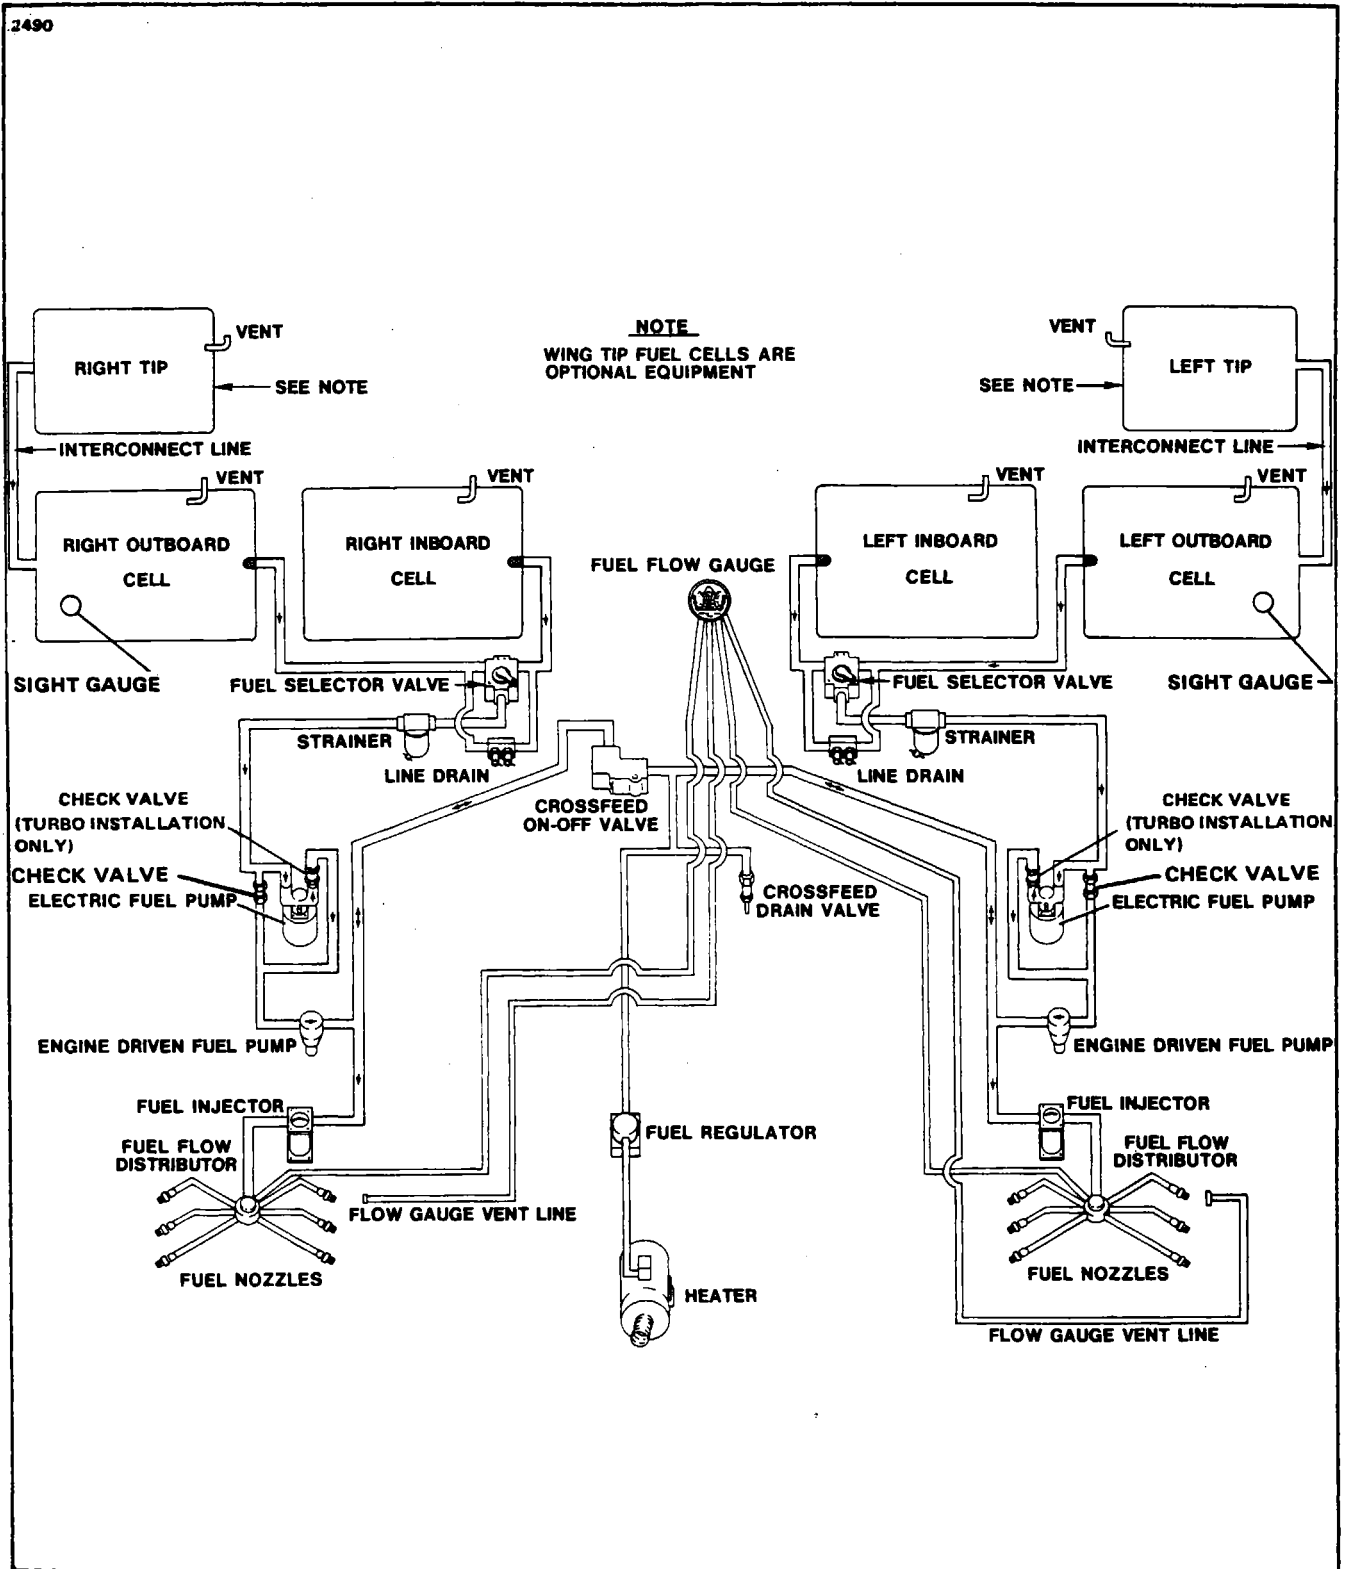 2490
RIGHT TIP
VENT
SEE NOTE
NOTE
WING TIP FUEL CELLS ARE
OPTIONAL EQUIPMENT
VENT
LEFT TIP
SEE NOTE
INTERCONNECT LINE
INTERCONNECT LINE
VENT
VENT
VENT
VENT
RIGHT OUTBOARD
CELL
RIGHT INBOARD
CELL
FUEL FLOW GAUGE
LEFT INBOARD
CELL
LEFT OUTBOARD
CELL
SIGHT GAUGE
FUEL SELECTOR VALVE
FUEL SELECTOR VALVE
SIGHT GAUGE
STRAINER
LINE DRAIN
STRAINER
LINE DRAIN
CROSSFEED
ON-OFF VALVE
CHECK VALVE
(TURBO INSTALLATION
ONLY)
CHECK VALVE
(TURBO INSTALLATION
ONLY)
CHECK VALVE
ELECTRIC FUEL PUMP
CROSSFEED
DRAIN VALVE
CHECK VALVE
ELECTRIC FUEL PUMP
ENGINE DRIVEN FUEL PUMP
ENGINE DRIVEN FUEL PUMP
FUEL INJECTOR
FUEL FLOW
DISTRIBUTOR
FUEL REGULATOR
FUEL INJECTOR
FUEL FLOW
DISTRIBUTOR
FLOW GAUGE VENT LINE
FUEL NOZZLES
FUEL NOZZLES
HEATER
FLOW GAUGE VENT LINE